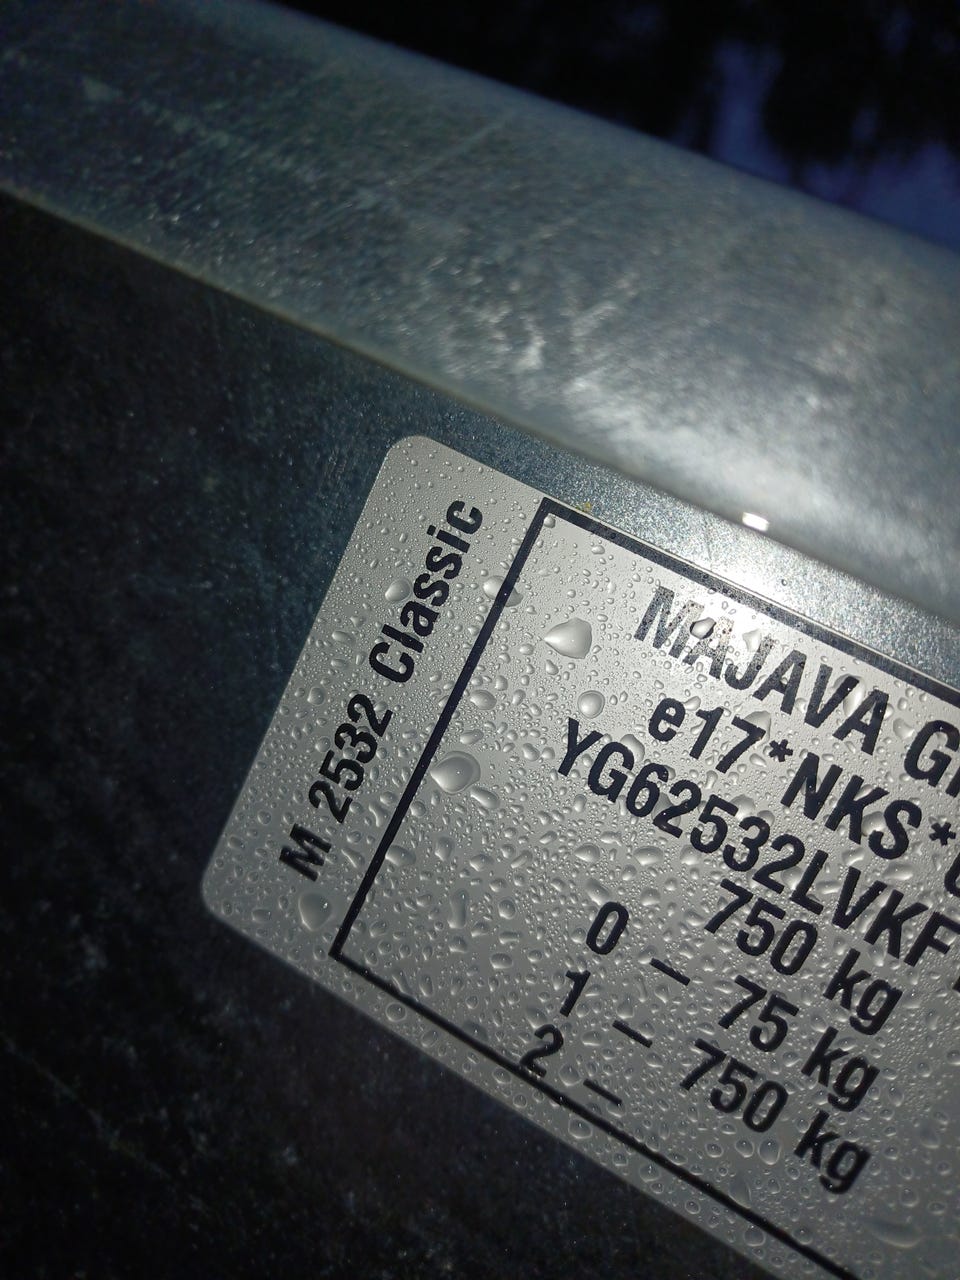 M 2532 Classic
MAJAVA
e17*NKS*
YG62532LVKF
750 kg
0 – 75 kg
1 – 750 kg
2 –